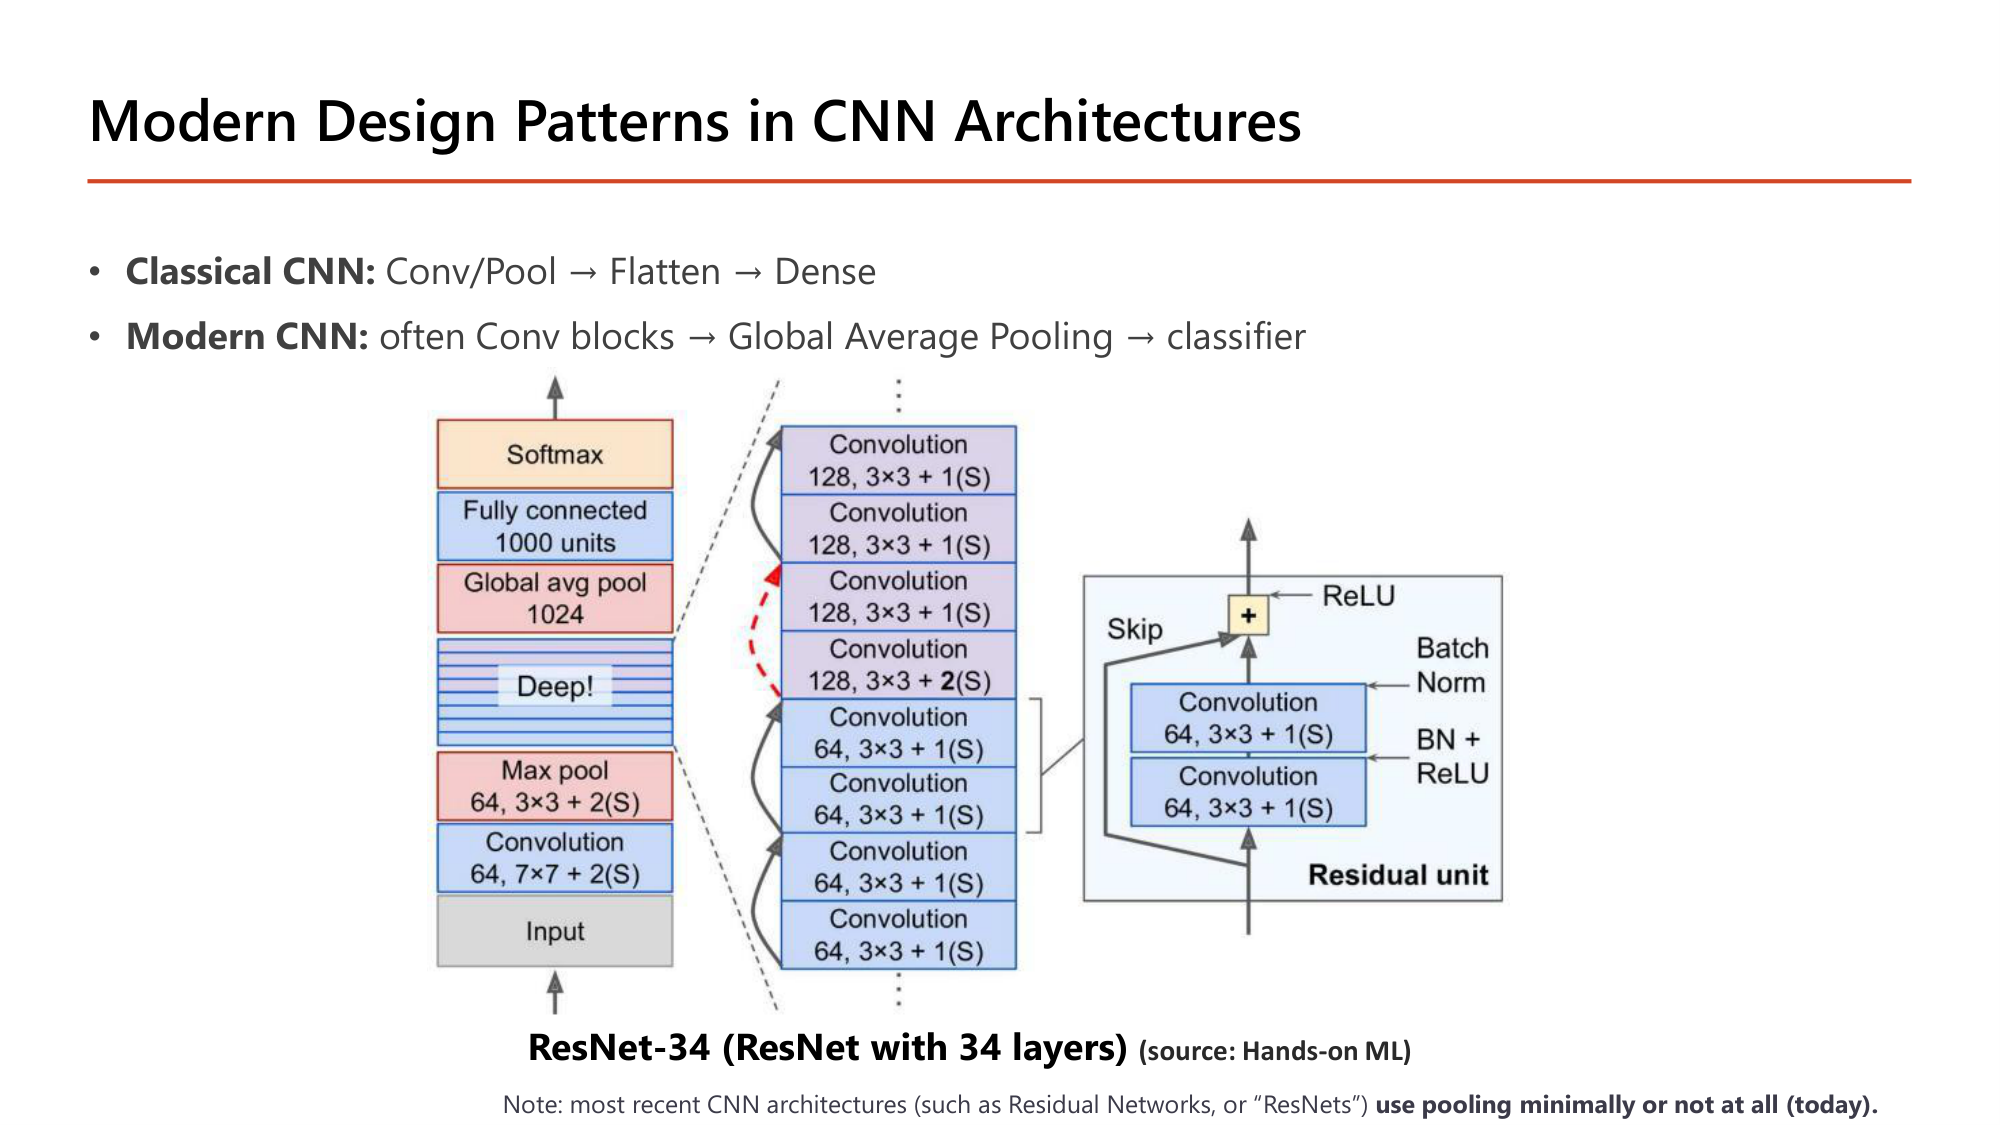 Modern Design Patterns in CNN Architectures
• Classical CNN: Conv/Pool → Flatten → Dense
• Modern CNN: often Conv blocks → Global Average Pooling → classifier
Softmax
Fully connected
1000 units
Global avg pool
1024
Deep!
Max pool
64, 3×3 + 2(S)
Convolution
64, 7×7 + 2(S)
Input
Convolution
128, 3×3 + 1(S)
Convolution
128, 3×3 + 1(S)
Convolution
128, 3×3 + 1(S)
Convolution
128, 3×3 + 2(S)
Convolution
64, 3×3 + 1(S)
Convolution
64, 3×3 + 1(S)
Convolution
64, 3×3 + 1(S)
Convolution
64, 3×3 + 1(S)
+
ReLU
Skip
Batch
Norm
Convolution
64, 3×3 + 1(S)
BN +
ReLU
Convolution
64, 3×3 + 1(S)
Residual unit
ResNet-34 (ResNet with 34 layers) (source: Hands-on ML)
Note: most recent CNN architectures (such as Residual Networks, or “ResNets”) use pooling minimally or not at all (today).